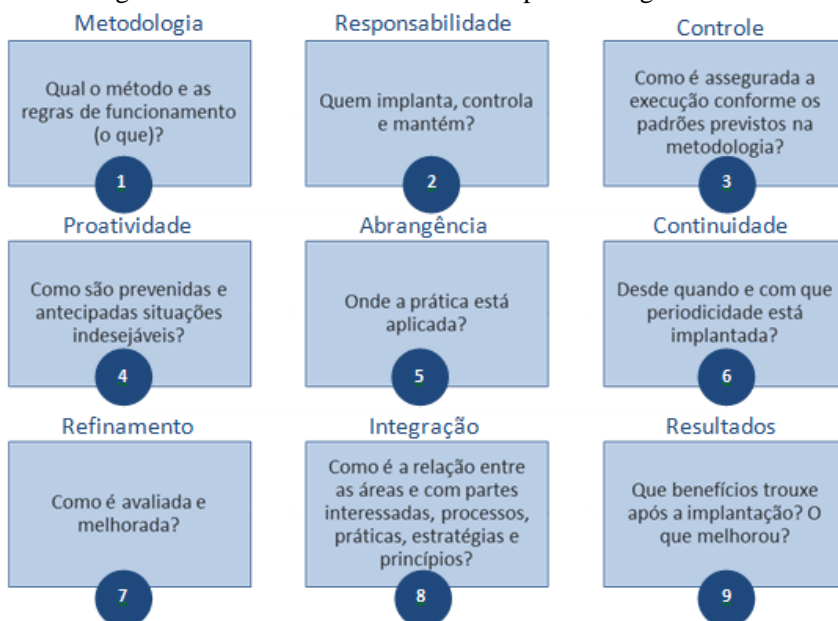 Metodologia
Responsabilidade
Controle
Qual o método e as
regras de funcionamento
(o que)?
1
Quem implanta, controla
e mantém?
2
Como é assegurada a
execução conforme os
padrões previstos na
metodologia?
3
Proatividade
Abrangência
Continuidade
Como são prevenidas e
antecipadas situações
indesejáveis?
4
Onde a prática está
aplicada?
5
Desde quando e com que
periodicidade está
implantada?
6
Refinamento
Integração
Resultados
Como é avaliada e
melhorada?
7
Como é a relação entre
as áreas e com partes
interessadas, processos,
práticas, estratégias e
princípios?
8
Que benefícios trouxe
após a implantação? O
que melhorou?
9